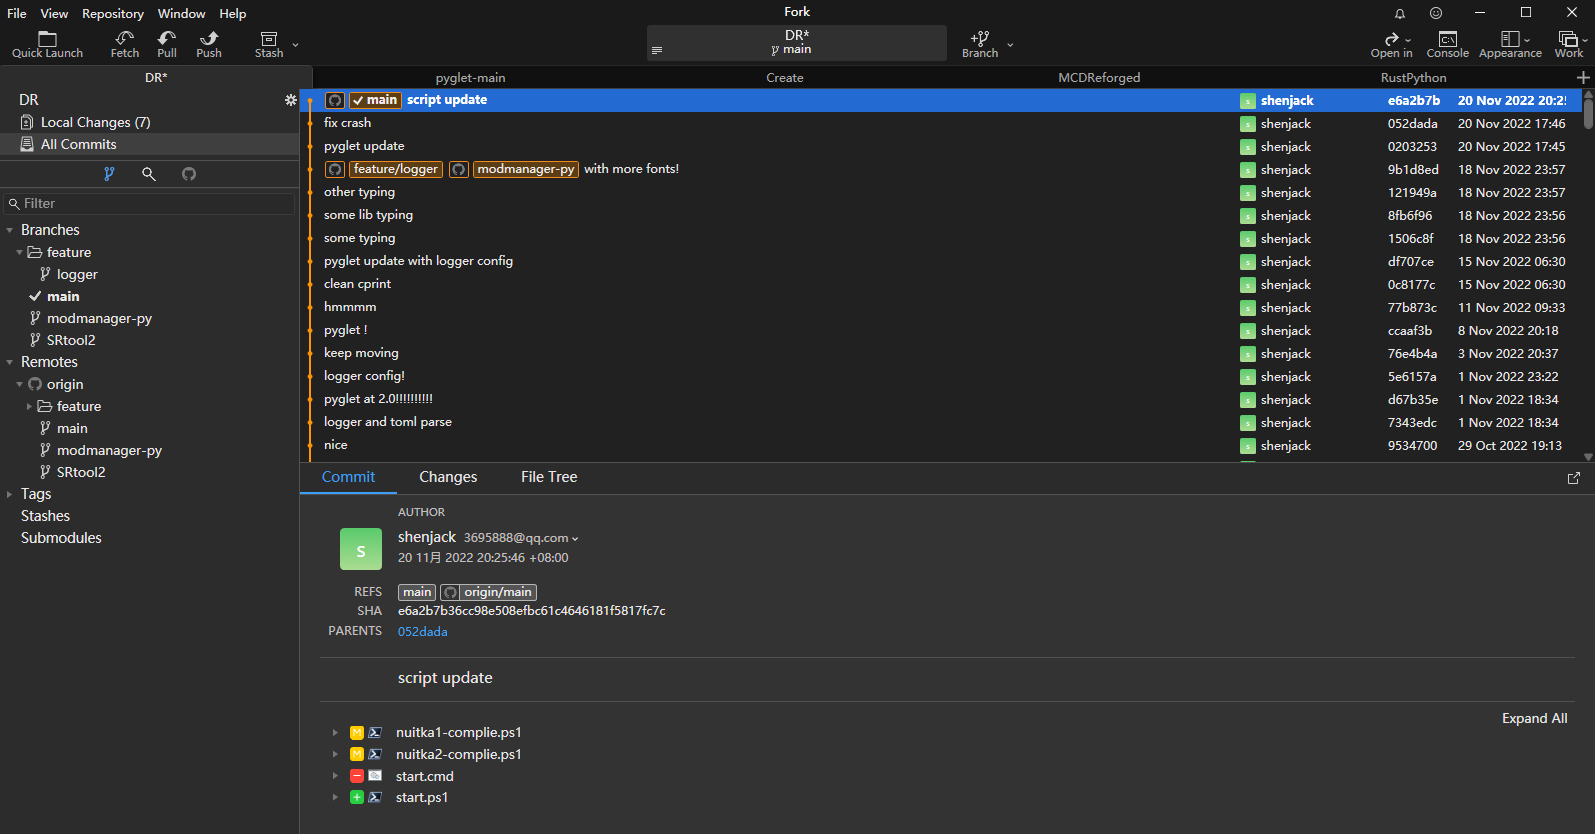 File View Repository Window Help
Fork
Quick Launch Fetch Pull Push Stash
DR*
main
Branch
Open in Console Appearance Work
DR* pyglet-main Create MCDReforged RustPython
DR
Local Changes (7)
All Commits
Filter
Branches
feature
logger
main
modmanager-py
SRtool2
Remotes
origin
feature
main
modmanager-py
SRtool2
Tags
Stashes
Submodules
main script update shenjack e6a2b7b 20 Nov 2022 20:2
fix crash shenjack 052dada 20 Nov 2022 17:46
pyglet update shenjack 0203253 20 Nov 2022 17:45
feature/logger modmanager-py with more fonts! shenjack 9b1d8ed 18 Nov 2022 23:57
other typing shenjack 121949a 18 Nov 2022 23:57
some lib typing shenjack 8fb6f96 18 Nov 2022 23:56
some typing shenjack 1506c8f 18 Nov 2022 23:56
pyglet update with logger config shenjack df707ce 15 Nov 2022 06:30
clean cprint shenjack 0c8177c 15 Nov 2022 06:30
hmmmm shenjack 77b873c 11 Nov 2022 09:33
pyglet ! shenjack ccaaf3b 8 Nov 2022 20:18
keep moving shenjack 76e4b4a 3 Nov 2022 20:37
logger config! shenjack 5e6157a 1 Nov 2022 23:22
pyglet at 2.0!!!!!!!!!! shenjack d67b35e 1 Nov 2022 18:34
logger and toml parse shenjack 7343edc 1 Nov 2022 18:34
nice shenjack 9534700 29 Oct 2022 19:13
Commit Changes File Tree
AUTHOR
S
shenjack 3695888@qq.com
20 11月 2022 20:25:46 +08:00
REFS main origin/main
SHA e6a2b7b36cc98e508efbc61c4646181f5817fc7c
PARENTS 052dada
script update
Expand All
M nuitka1-complie.ps1
M nuitka2-complie.ps1
start.cmd
start.ps1